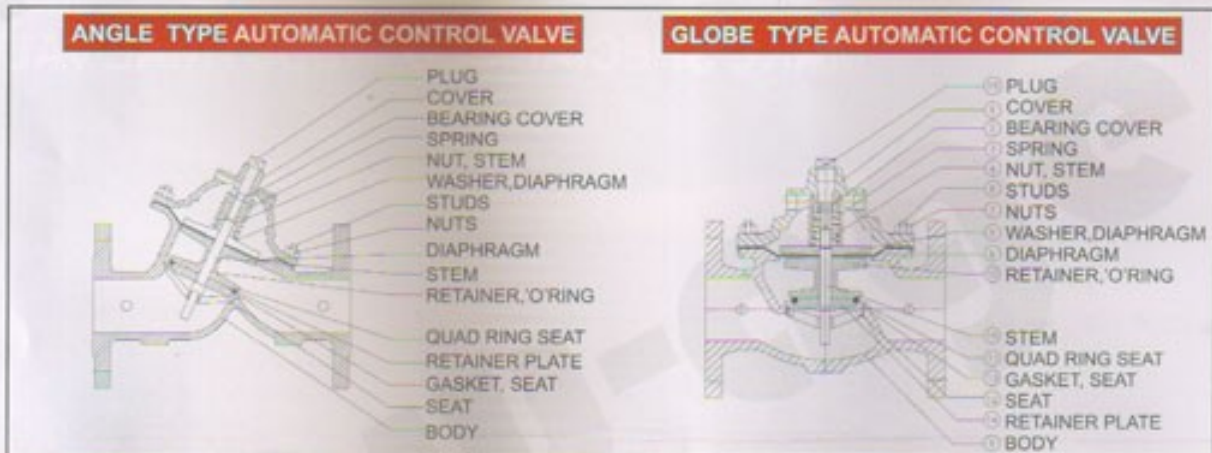 ANGLE TYPE AUTOMATIC CONTROL VALVE
PLUG
COVER
BEARING COVER
SPRING
NUT, STEM
WASHER,DIAPHRAGM
STUDS
NUTS
DIAPHRAGM
STEM
RETAINER,'O'RING
QUAD RING SEAT
RETAINER PLATE
GASKET, SEAT
SEAT
BODY
GLOBE TYPE AUTOMATIC CONTROL VALVE
PLUG
COVER
BEARING COVER
SPRING
NUT, STEM
STUDS
NUTS
WASHER,DIAPHRAGM
DIAPHRAGM
RETAINER,'O'RING
STEM
QUAD RING SEAT
GASKET, SEAT
SEAT
RETAINER PLATE
BODY